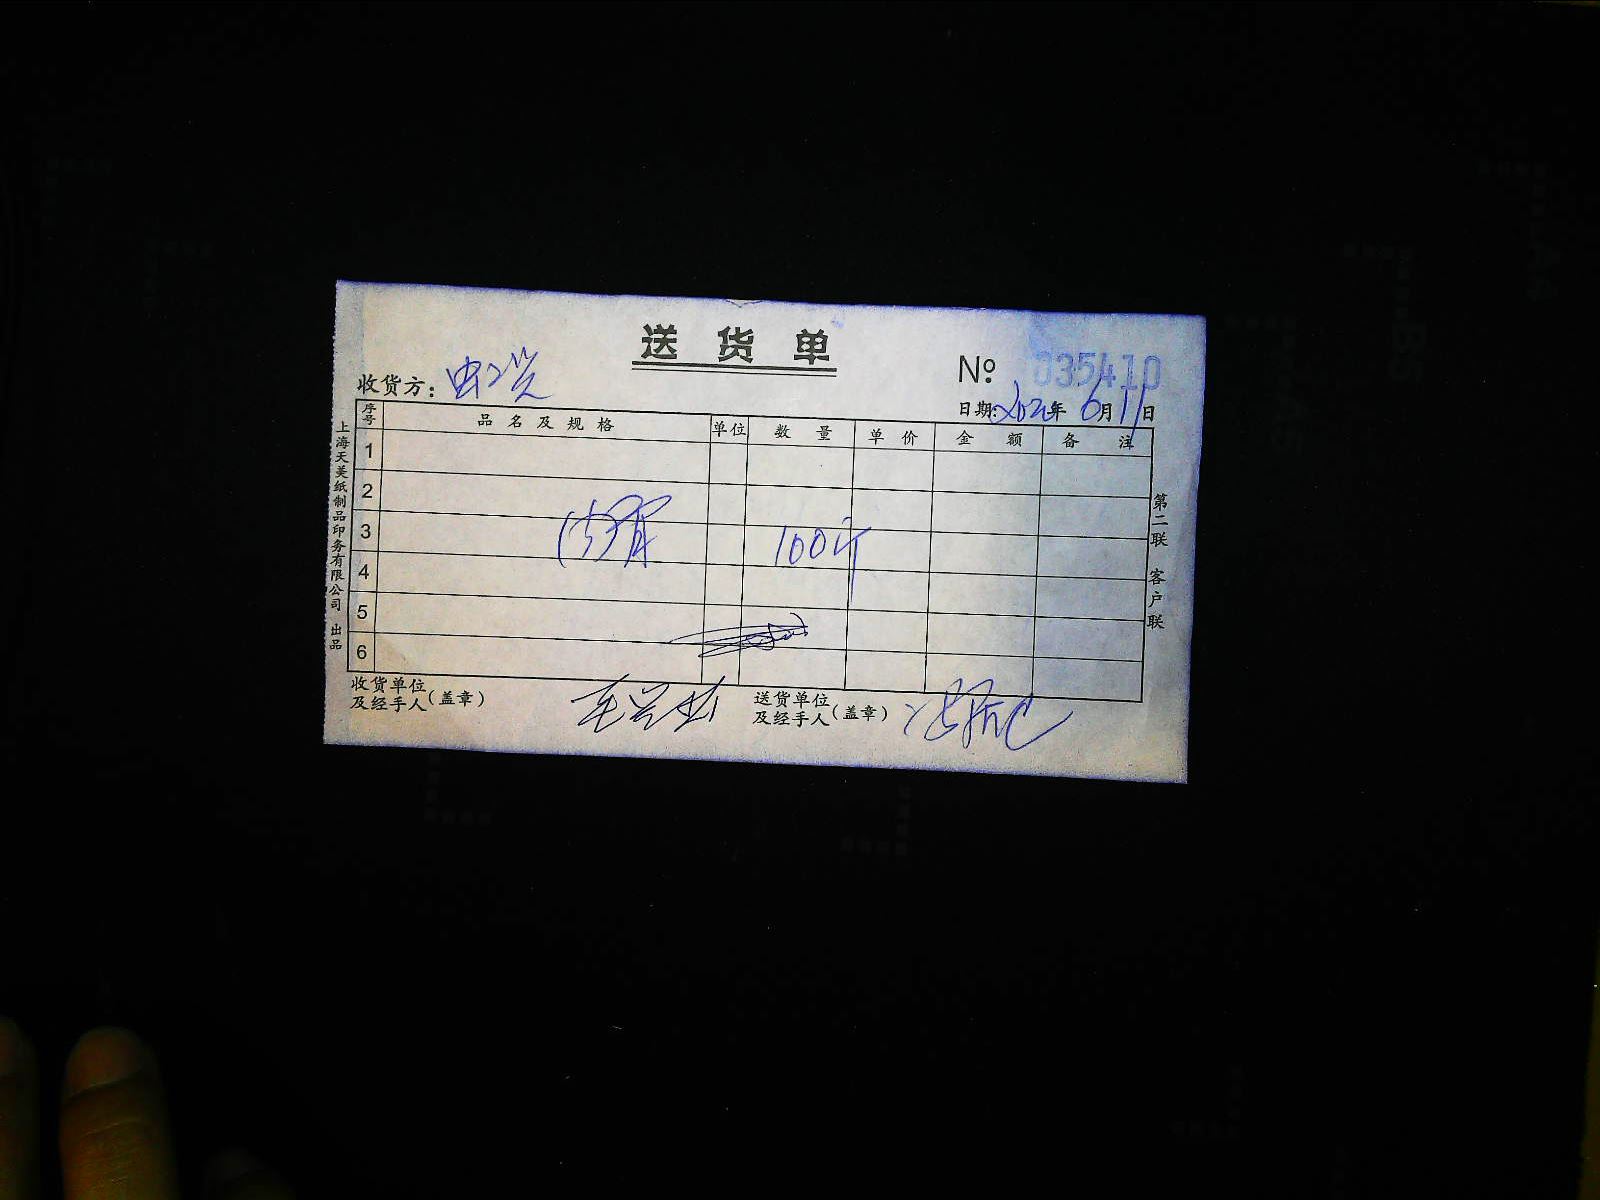 送 货 单
No 035410
收货方：
日期: 年 6月11日
序号 品 名 及 规 格 单位 数 量 单 价 金 额 备 注
1
2
3 100斤
4
5
6
收货单位及经手人(盖章) 送货单位及经手人(盖章)
上海天美纸制品印务有限公司 出品
第二联 客户联